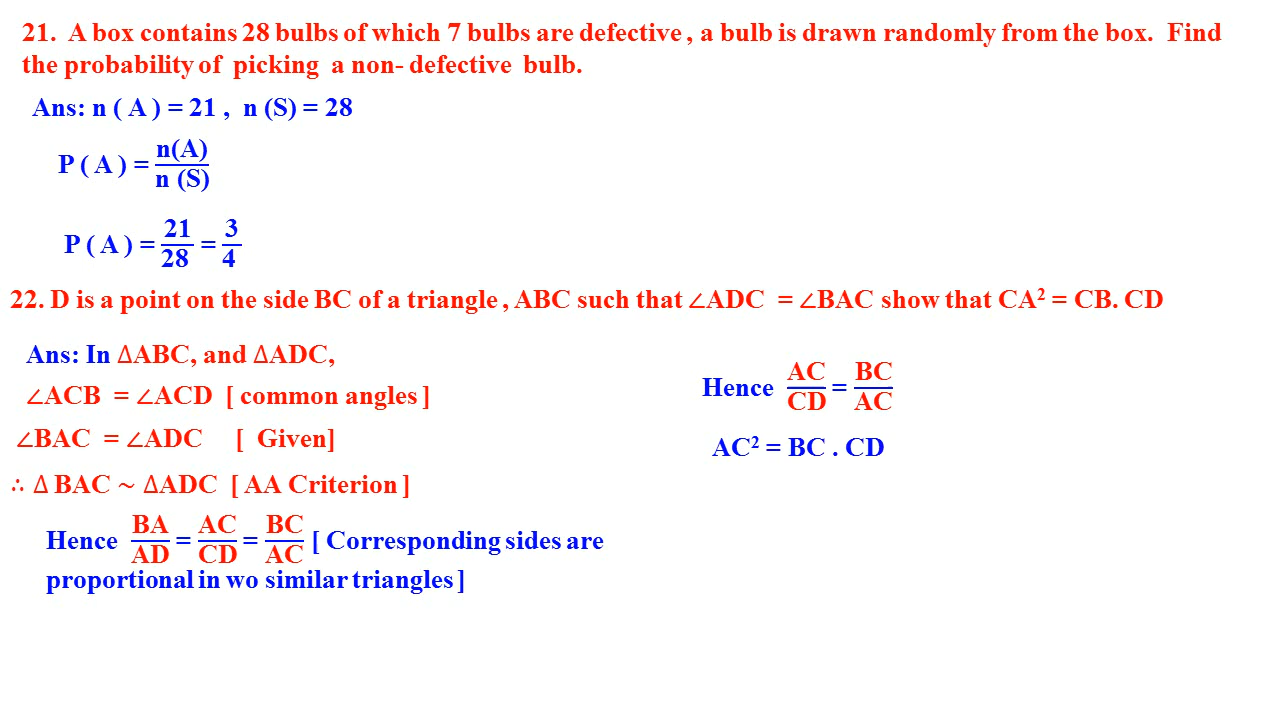 21. A box contains 28 bulbs of which 7 bulbs are defective , a bulb is drawn randomly from the box. Find
the probability of picking a non- defective bulb.
Ans: n ( A ) = 21 , n (S) = 28
P ( A ) = n(A)/n (S)
P ( A ) = 21/28 = 3/4
22. D is a point on the side BC of a triangle , ABC such that ∠ADC = ∠BAC show that CA² = CB. CD
Ans: In ∆ABC, and ∆ADC,
∠ACB = ∠ACD [ common angles ]
∠BAC = ∠ADC [ Given]
∴ ∆ BAC ~ ∆ADC [ AA Criterion ]
Hence BA/AD = AC/CD = BC/AC [ Corresponding sides are
proportional in wo similar triangles ]
Hence AC/CD = BC/AC
AC² = BC . CD